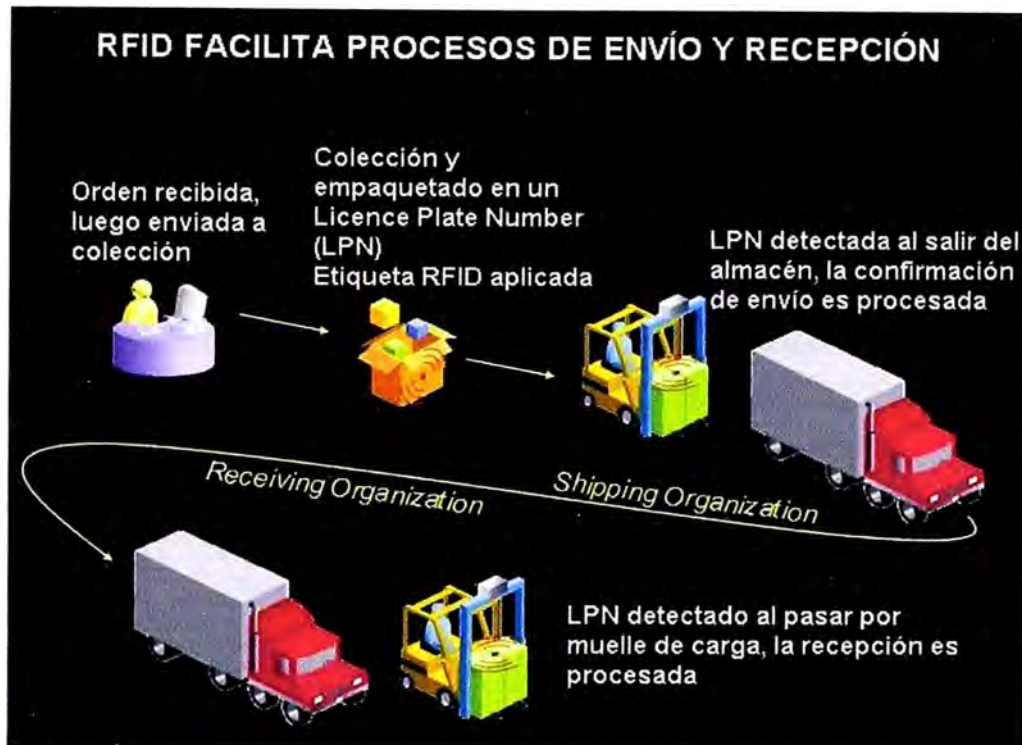 RFID FACILITA PROCESOS DE ENVÍO Y RECEPCIÓN
Orden recibida,
luego enviada a
colección
Colección y
empaquetado en un
Licence Plate Number
(LPN)
Etiqueta RFID aplicada
LPN detectada al salir del
almacén, la confirmación
de envío es procesada
Receiving Organization
Shipping Organization
LPN detectado al pasar por
muelle de carga, la recepción es
procesada